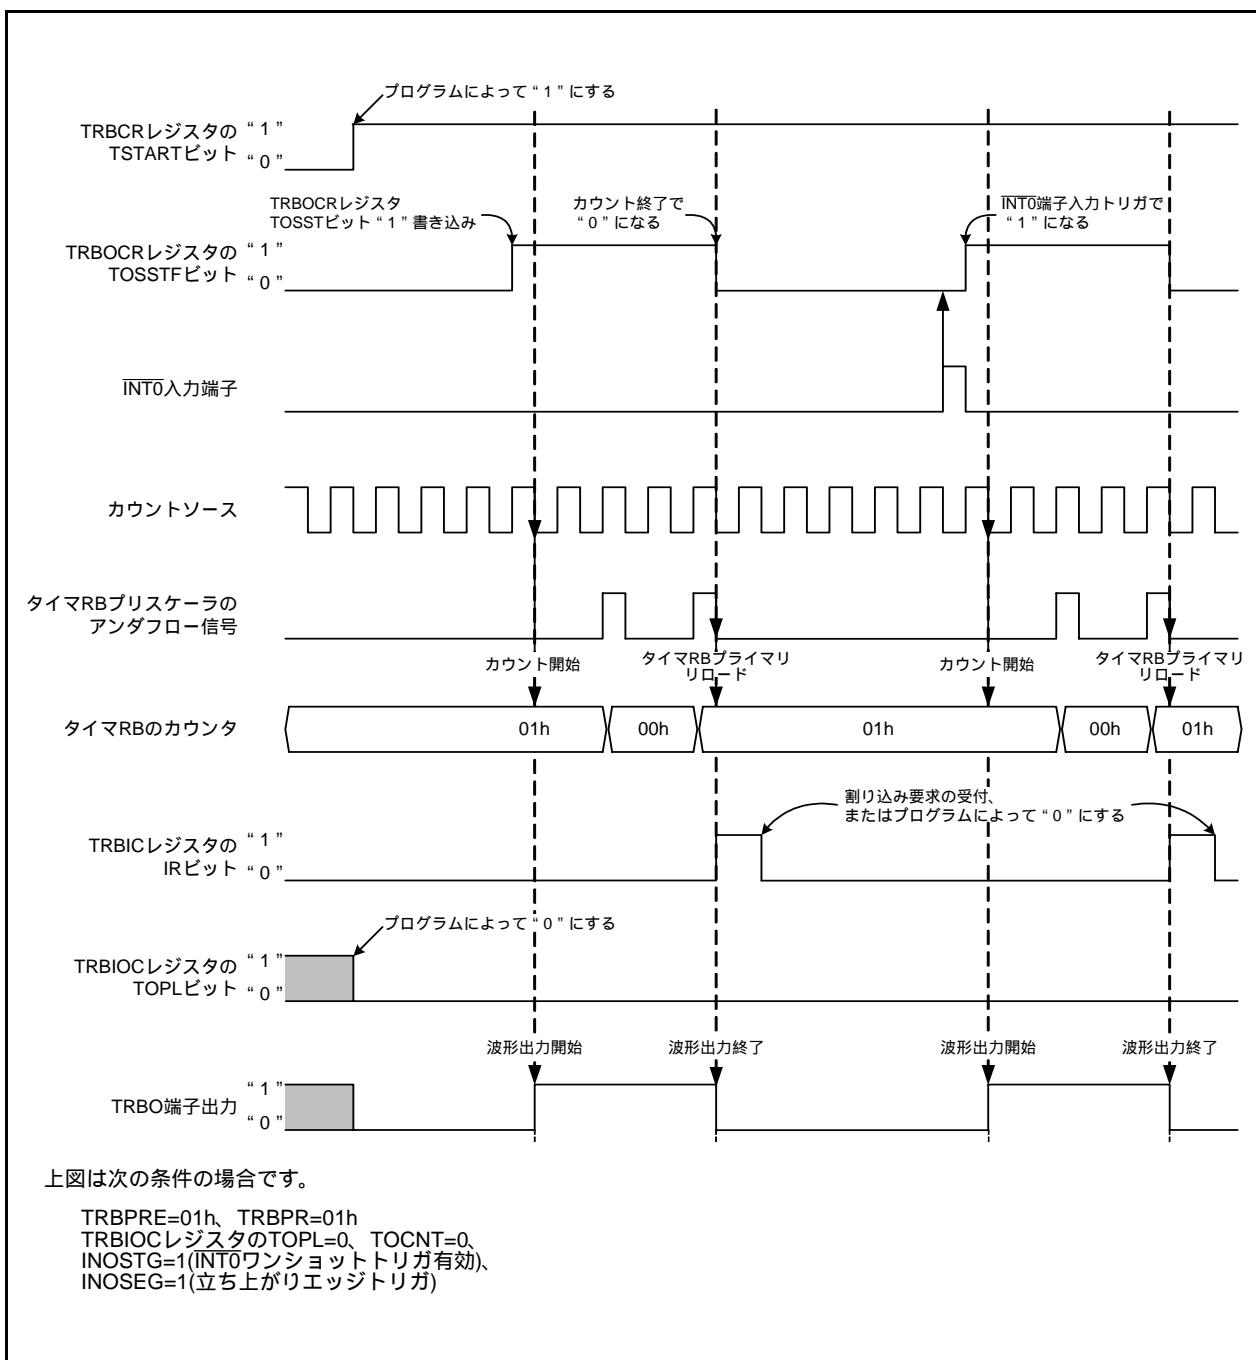 プログラムによって“1”にする
TRBCRレジスタの “1”
TSTARTビット “0”
TRBOCRレジスタ
TOSSTビット“1”書き込み
カウント終了で
“0”になる
INT0端子入力トリガで
“1”になる
TRBOCRレジスタの “1”
TOSSTFビット “0”
INT0入力端子
カウントソース
タイマRBプリスケーラの
アンダフロー信号
カウント開始
タイマRBプライマリ
リロード
カウント開始
タイマRBプライマリ
リロード
タイマRBのカウンタ
01h
00h
01h
00h
01h
割り込み要求の受付、
またはプログラムによって“0”にする
TRBICレジスタの “1”
IRビット “0”
プログラムによって“0”にする
TRBIOCレジスタの “1”
TOPLビット “0”
波形出力開始
波形出力終了
波形出力開始
波形出力終了
TRBO端子出力
“1”
“0”
上図は次の条件の場合です。
TRBPRE=01h、TRBPR=01h
TRBIOCレジスタのTOPL=0、TOCNT=0、
INOSTG=1(INT0ワンショットトリガ有効)、
INOSEG=1(立ち上がりエッジトリガ)